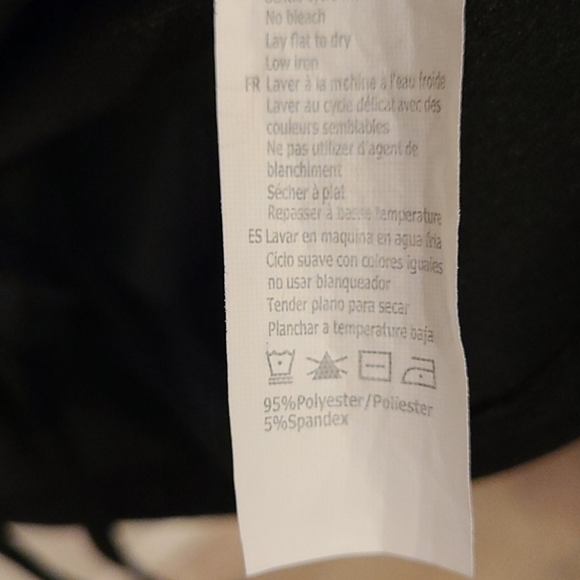 No bleach
Lay flat to dry
Low iron
FR Laver à la mchine a l'eau froide
Laver au cycle délicat avec des
couleurs semblables
Ne pas utilizer d'agent de
blanchiment
Sécher à plat
Repasser à basse temperature
ES Lavar en maquina en agua fria
Ciclo suave con colores iguales
no usar blanqueador
Tender plano para secar
Planchar a temperature baja
95%Polyester/Poliester
5%Spandex